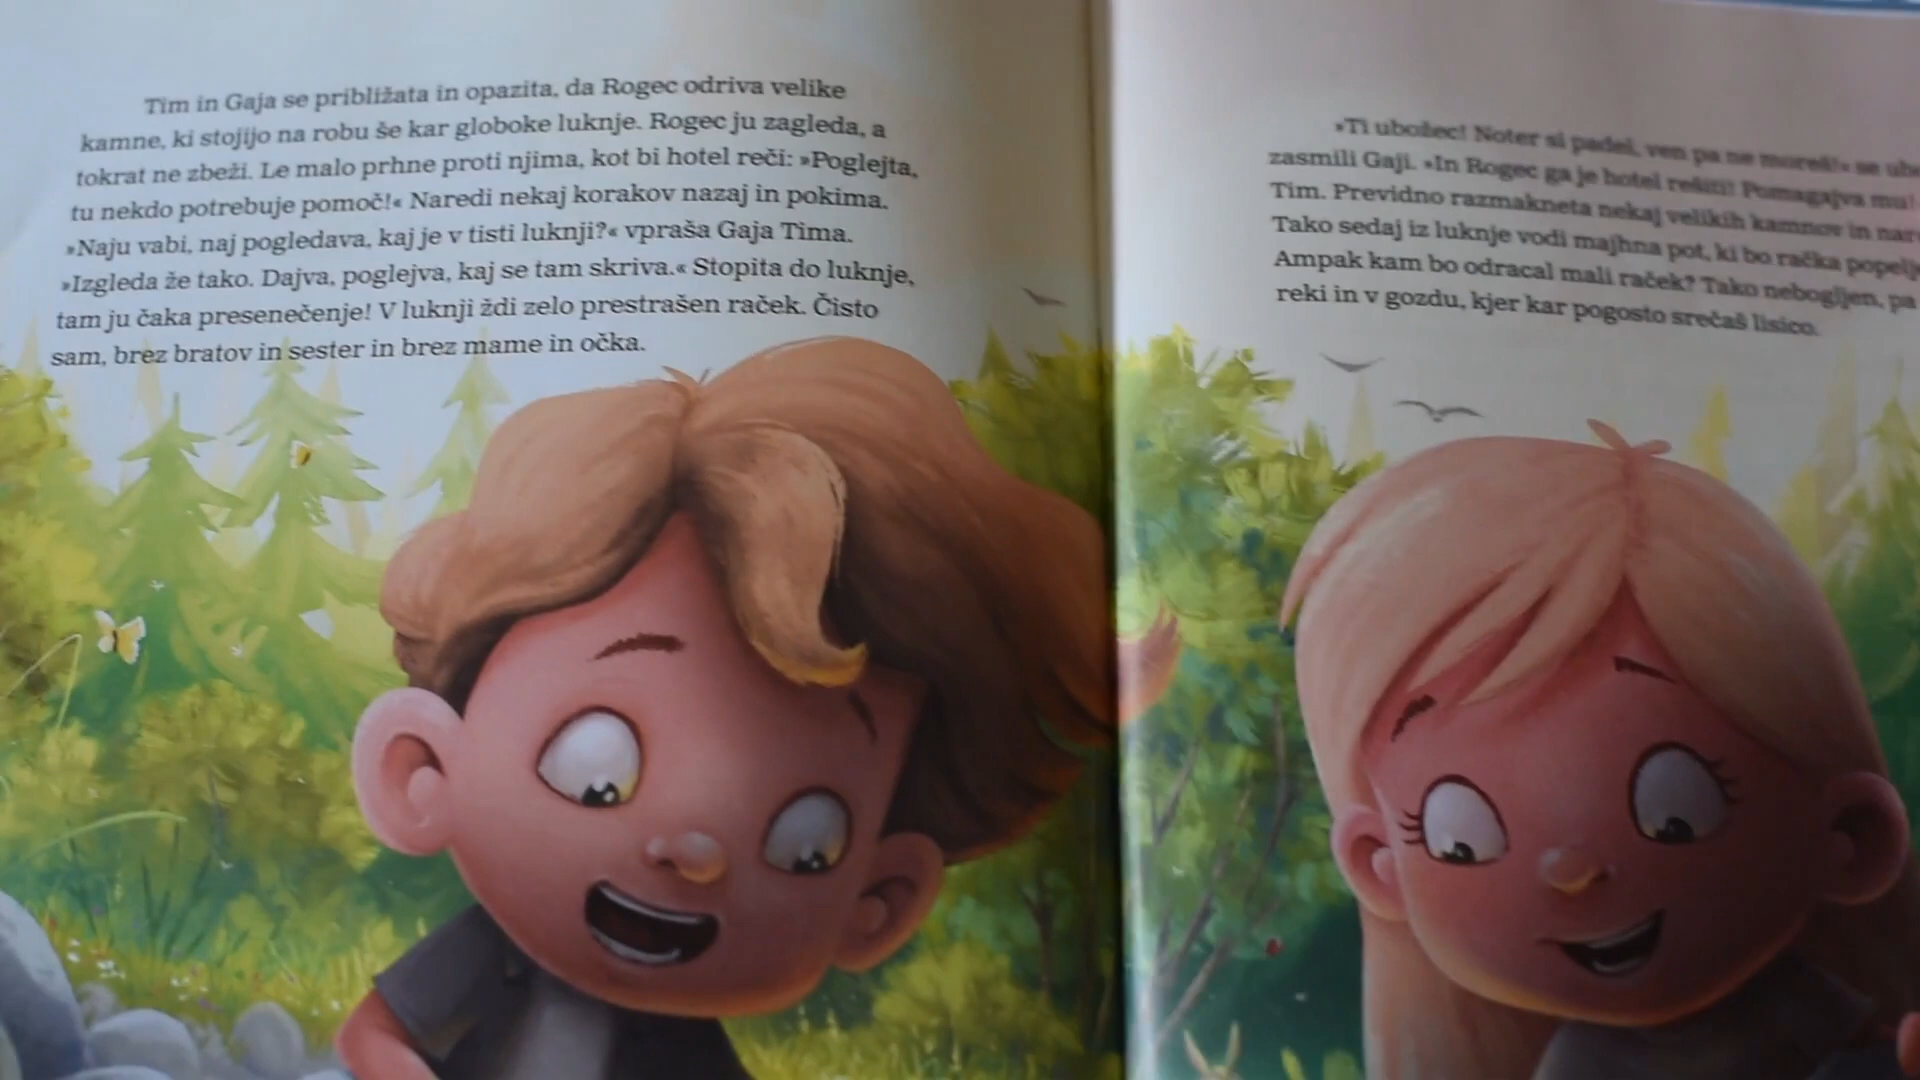 Tim in Gaja se približata in opazita, da Rogec odriva velike
kamne, ki stojijo na robu še kar globoke luknje. Rogec ju zagleda, a
tokrat ne zbeži. Le malo prhne proti njima, kot bi hotel reči: »Poglejta,
tu nekdo potrebuje pomoč!« Naredi nekaj korakov nazaj in pokima.
»Naju vabi, naj pogledava, kaj je v tisti luknji?« vpraša Gaja Tima.
»Izgleda že tako. Dajva, poglejva, kaj se tam skriva.« Stopita do luknje,
tam ju čaka presenečenje! V luknji ždi zelo prestrašen raček. Čisto
sam, brez bratov in sester in brez mame in očka.
»Ti ubožec! Noter si padel, ven pa ne moreš!« se
zasmili Gaji. »In Rogec ga je hotel rešiti! Pomagajva mu!
Tim. Previdno razmakneta nekaj velikih kamnov in
Tako sedaj iz luknje vodi majhna pot, ki bo račka
Ampak kam bo odracal mali raček? Tako nebogljen, pa
reki in v gozdu, kjer kar pogosto srečaš lisico.